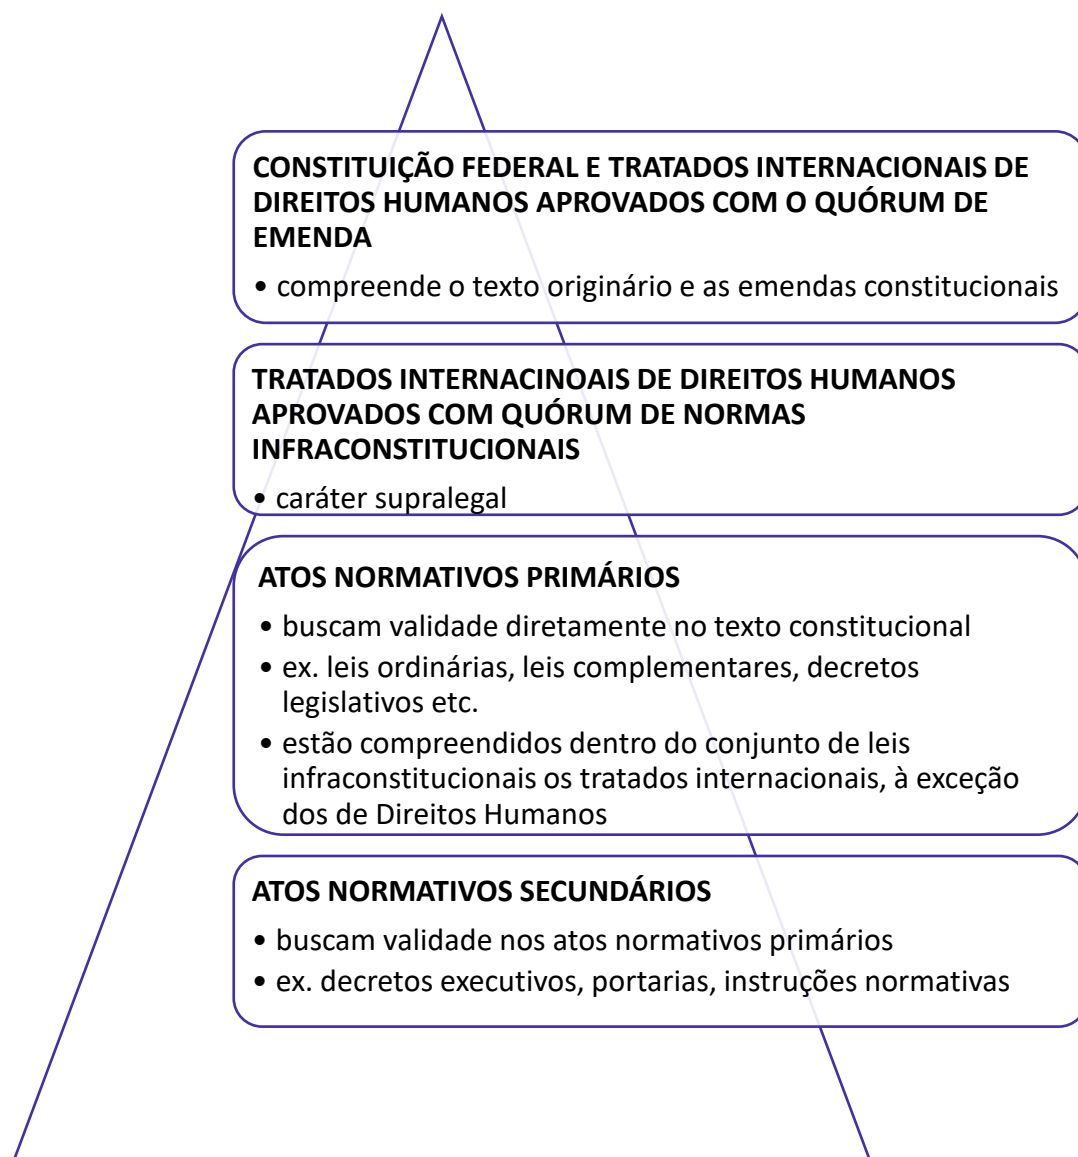 CONSTITUIÇÃO FEDERAL E TRATADOS INTERNACIONAIS DE
DIREITOS HUMANOS APROVADOS COM O QUÓRUM DE
EMENDA
• compreende o texto originário e as emendas constitucionais
TRATADOS INTERNACINOAIS DE DIREITOS HUMANOS
APROVADOS COM QUÓRUM DE NORMAS
INFRACONSTITUCIONAIS
• caráter supralegal
ATOS NORMATIVOS PRIMÁRIOS
• buscam validade diretamente no texto constitucional
• ex. leis ordinárias, leis complementares, decretos
legislativos etc.
• estão compreendidos dentro do conjunto de leis
infraconstitucionais os tratados internacionais, à exceção
dos de Direitos Humanos
ATOS NORMATIVOS SECUNDÁRIOS
• buscam validade nos atos normativos primários
• ex. decretos executivos, portarias, instruções normativas